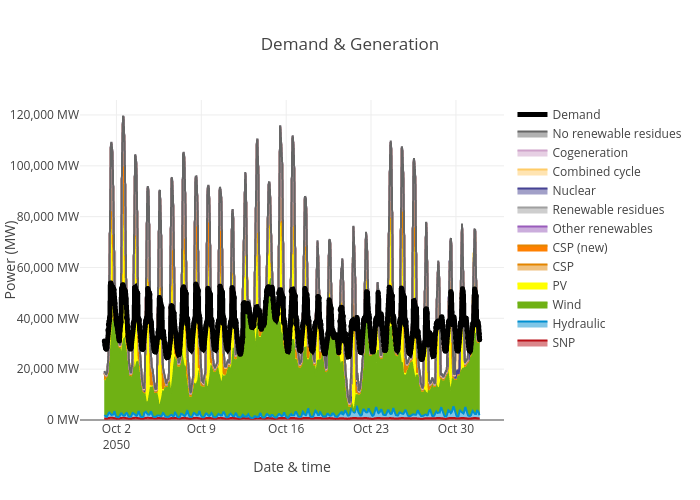 Demand & Generation
120,000 MW
100,000 MW
80,000 MW
60,000 MW
40,000 MW
20,000 MW
0 MW
Power (MW)
Oct 2
2050
Oct 9
Oct 16
Oct 23
Oct 30
Date & time
Demand
No renewable residues
Cogeneration
Combined cycle
Nuclear
Renewable residues
Other renewables
CSP (new)
CSP
PV
Wind
Hydraulic
SNP